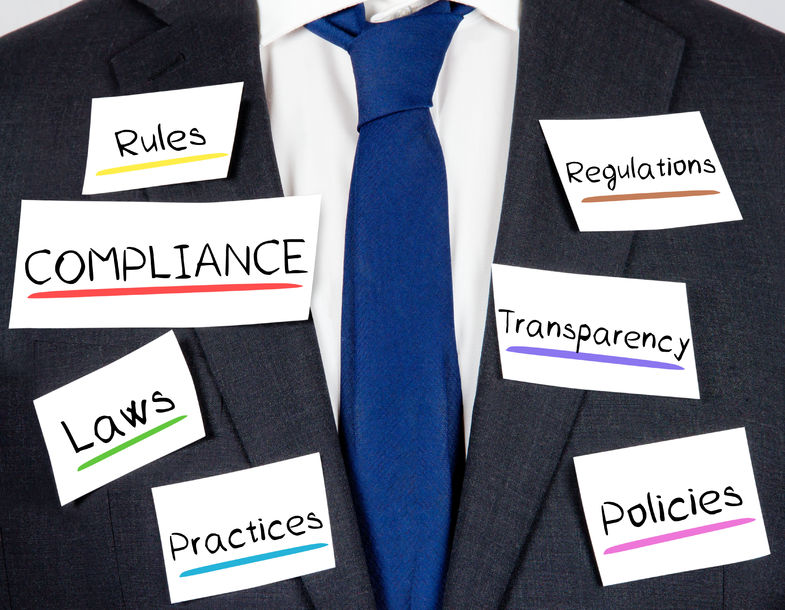 Rules
Regulations
COMPLIANCE
Transparency
Laws
Practices
Policies